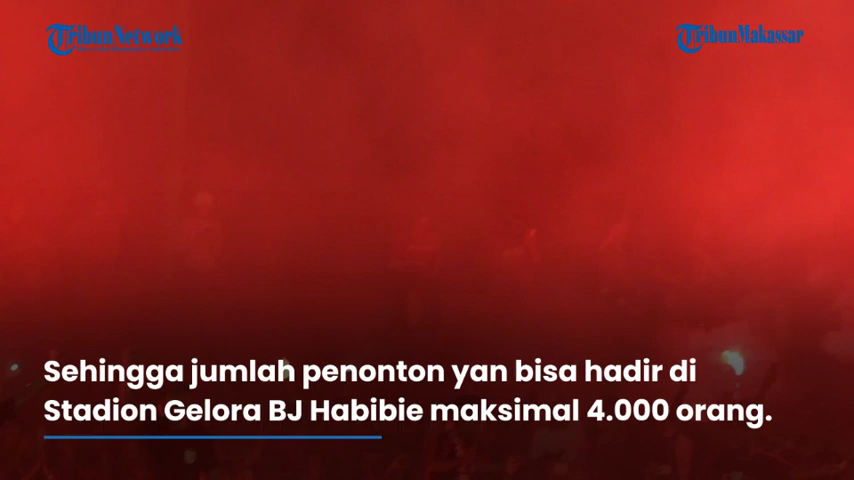 TribunNetwork
TribunMakassar
Sehingga jumlah penonton yan bisa hadir di
Stadion Gelora BJ Habibie maksimal 4.000 orang.